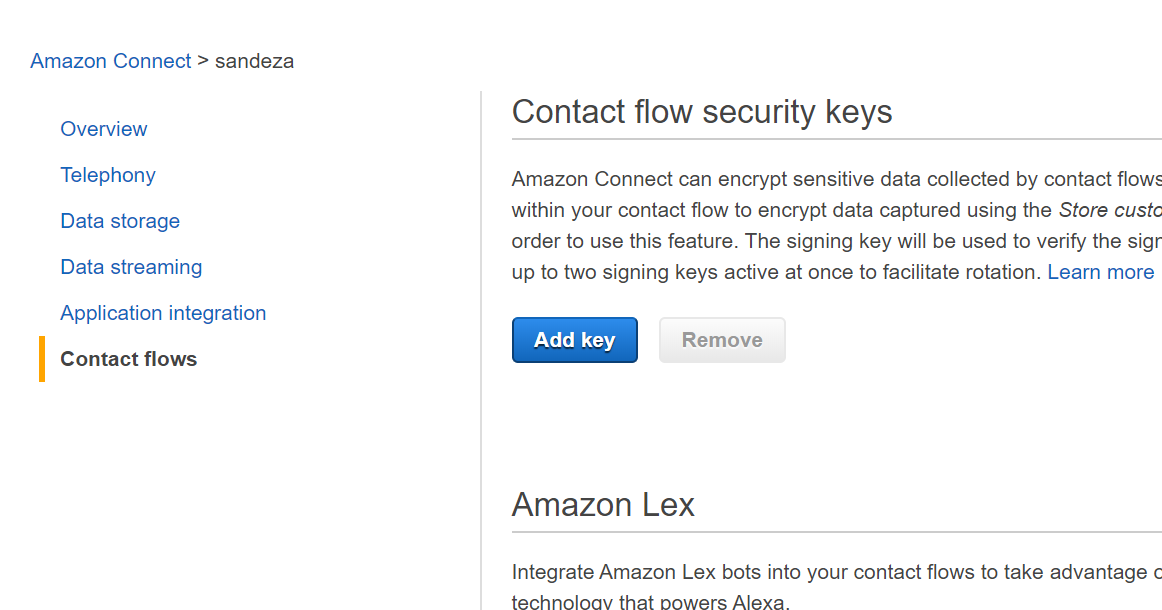 Amazon Connect > sandeza
Overview
Telephony
Data storage
Data streaming
Application integration
Contact flows
Contact flow security keys
Amazon Connect can encrypt sensitive data collected by contact flows
within your contact flow to encrypt data captured using the Store custo
order to use this feature. The signing key will be used to verify the sign
up to two signing keys active at once to facilitate rotation. Learn more
Add key
Remove
Amazon Lex
Integrate Amazon Lex bots into your contact flows to take advantage o
technology that powers Alexa.